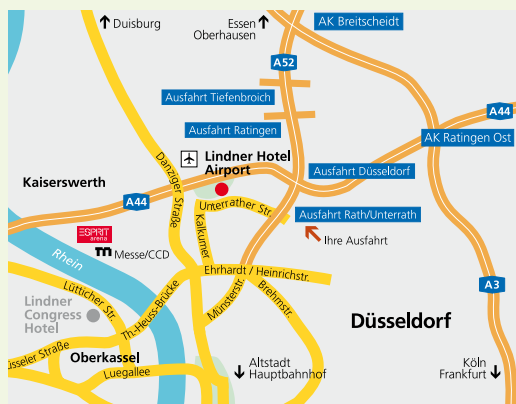 Duisburg
Essen
Oberhausen
AK Breitscheidt
A52
Ausfahrt Tiefenbroich
A44
Ausfahrt Ratingen
AK Ratingen Ost
Danziger Straße
Lindner Hotel
Airport
Ausfahrt Düsseldorf
Kaiserswerth
A44
Unterrather Str.
Kalkumer
Ausfahrt Rath/Unterrath
Ihre Ausfahrt
ESPRIT
arena
Messe/CCD
Rhein
Ehrhardt / Heinrichstr.
A3
Lütticher Str.
Th.-Heuss-Brücke
Münsterstr.
Brehmstr.
Lindner
Congress
Hotel
Düsseldorf
üsseler Straße
Oberkassel
Luegallee
Altstadt
Hauptbahnhof
Köln
Frankfurt